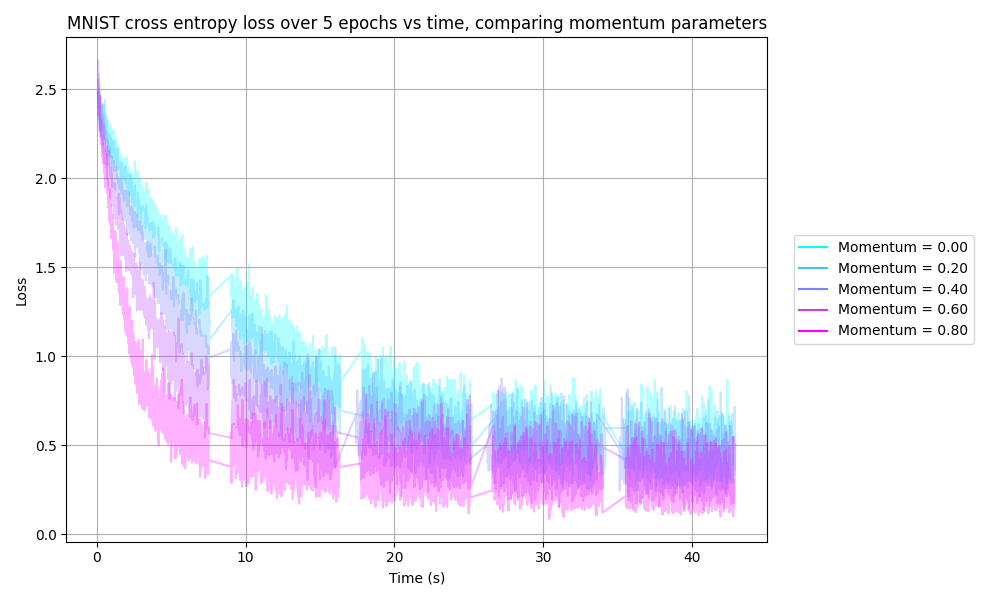 MNIST cross entropy loss over 5 epochs vs time, comparing momentum parameters
2.5
2.0
1.5
1.0
0.5
0.0
Loss
0
10
20
30
40
Time (s)
Momentum = 0.00
Momentum = 0.20
Momentum = 0.40
Momentum = 0.60
Momentum = 0.80